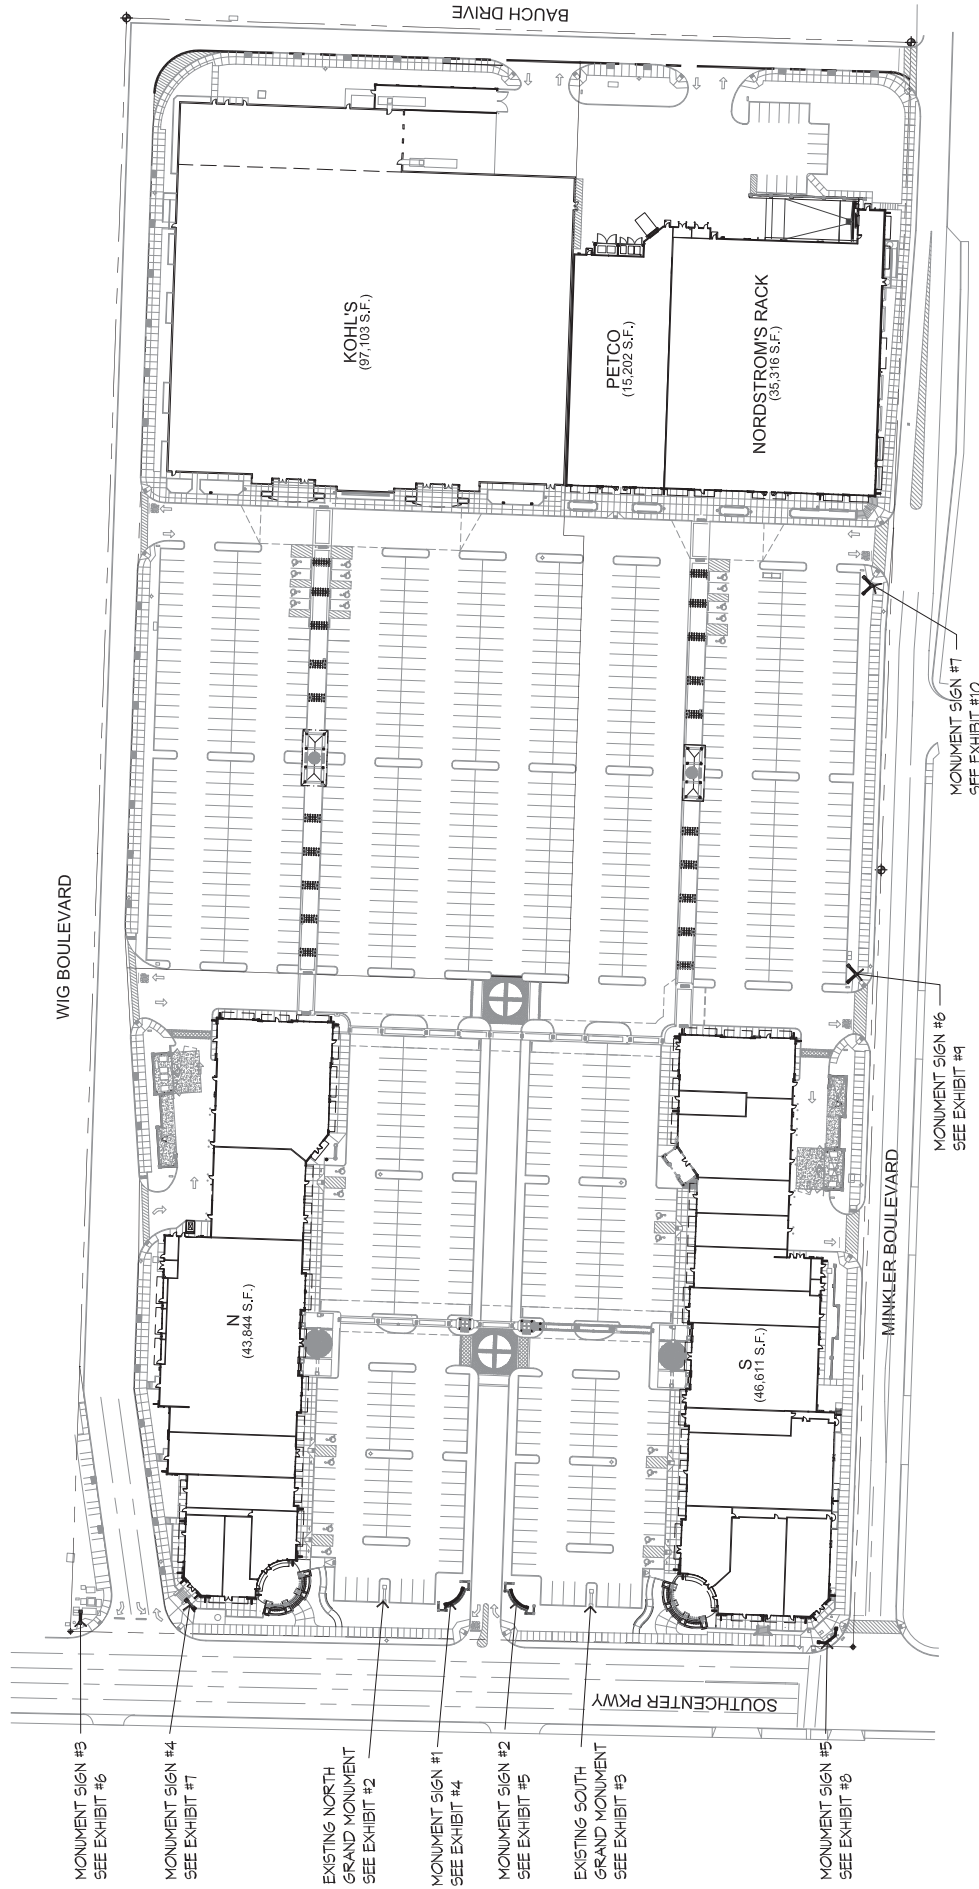 BAUCH DRIVE
KOHL'S
(97,103 S.F.)
PETCO
(15,202 S.F.)
NORDSTROM'S RACK
(35,316 S.F.)
MONUMENT SIGN #7
SEE EXHIBIT #10
WIG BOULEVARD
MONUMENT SIGN #6
SEE EXHIBIT #9
MINKLER BOULEVARD
N
(43,844 S.F.)
S
(46,611 S.F.)
SOUTHCENTER PKWY
MONUMENT SIGN #3
SEE EXHIBIT #6
MONUMENT SIGN #4
SEE EXHIBIT #7
EXISTING NORTH
GRAND MONUMENT
SEE EXHIBIT #2
MONUMENT SIGN #1
SEE EXHIBIT #4
MONUMENT SIGN #2
SEE EXHIBIT #5
EXISTING SOUTH
GRAND MONUMENT
SEE EXHIBIT #3
MONUMENT SIGN #5
SEE EXHIBIT #8